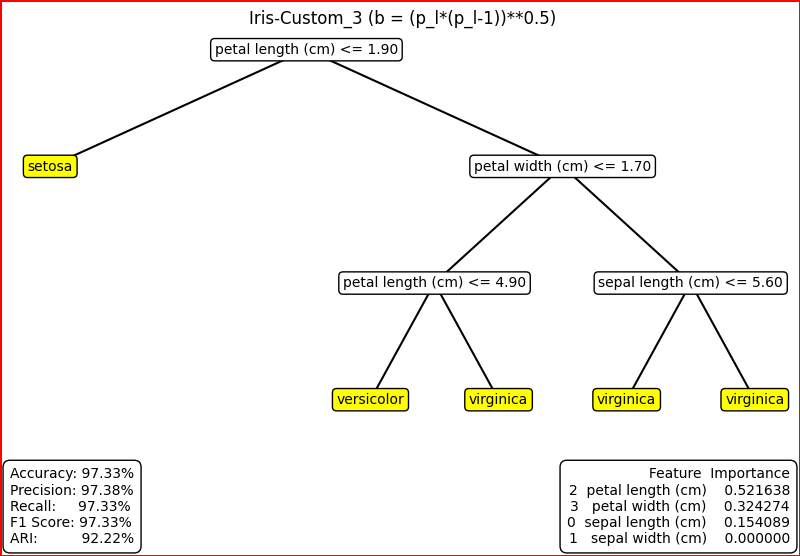 Iris-Custom_3 (b = (p_l*(p_l-1))**0.5)
petal length (cm) <= 1.90
setosa
petal width (cm) <= 1.70
petal length (cm) <= 4.90
sepal length (cm) <= 5.60
versicolor
virginica
virginica
virginica
Accuracy: 97.33%
Precision: 97.38%
Recall: 97.33%
F1 Score: 97.33%
ARI: 92.22%
Feature Importance
2 petal length (cm) 0.521638
3 petal width (cm) 0.324274
0 sepal length (cm) 0.154089
1 sepal width (cm) 0.000000